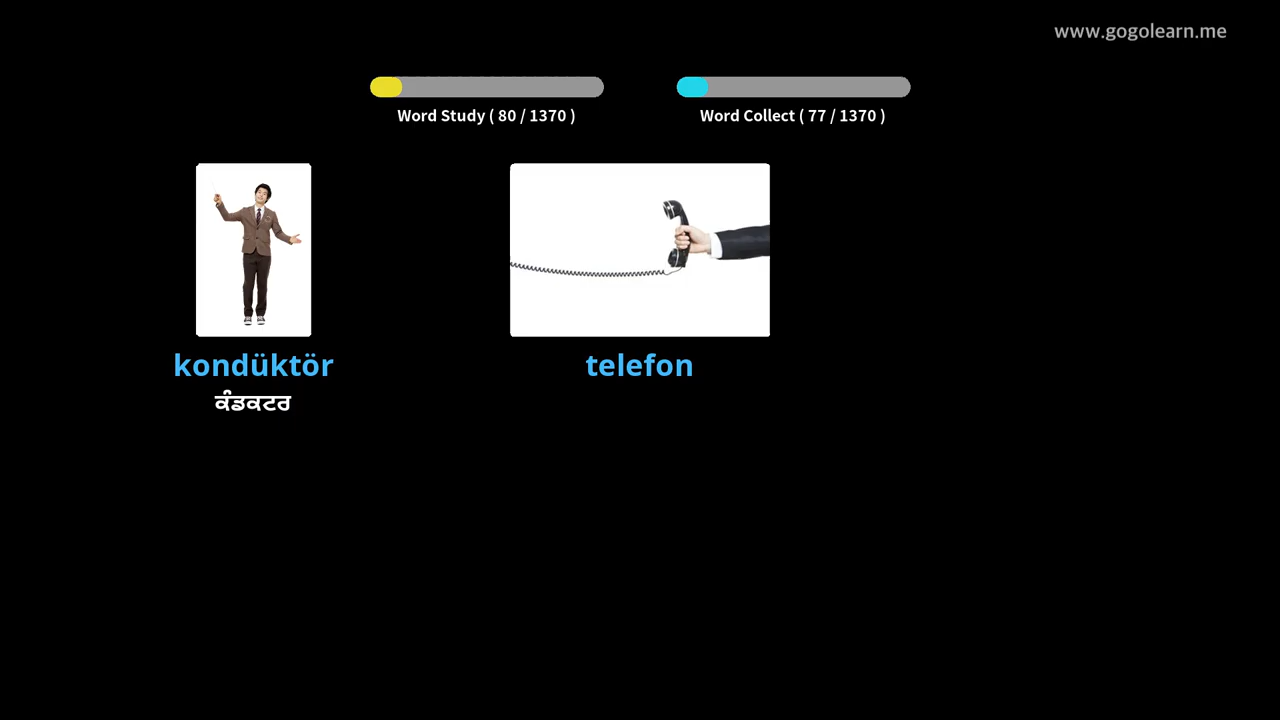 www.gogolearn.me
Word Study ( 80 / 1370 )
Word Collect ( 77 / 1370 )
kondüktör
ਕੰਡਕਟਰ
telefon